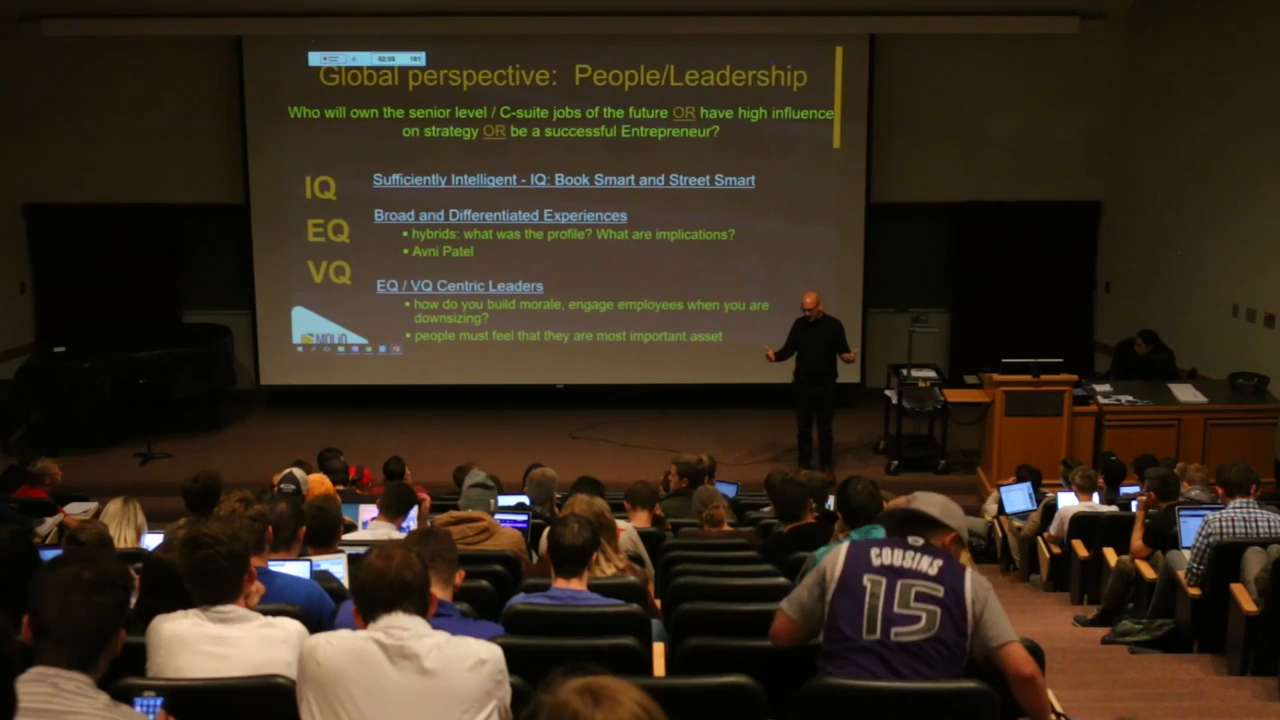 02:58 181
Global perspective: People/Leadership
Who will own the senior level / C-suite jobs of the future OR have high influence
on strategy OR be a successful Entrepreneur?
IQ
Sufficiently Intelligent - IQ: Book Smart and Street Smart
EQ
Broad and Differentiated Experiences
▪ hybrids: what was the profile? What are implications?
▪ Avni Patel
VQ
EQ / VQ Centric Leaders
▪ how do you build morale, engage employees when you are
downsizing?
▪ people must feel that they are most important asset
COUSINS
15